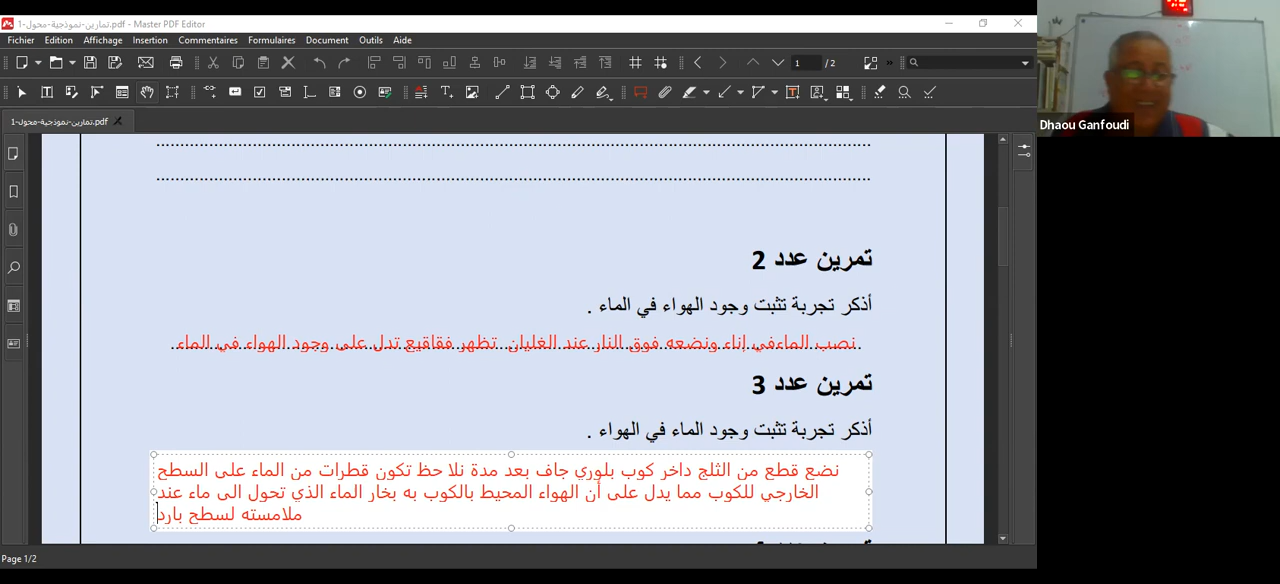 1-تمارين-نموذجية-محول.pdf - Master PDF Editor
Fichier Edition Affichage Insertion Commentaires Formulaires Document Outils Aide
1 / 2
1-تمارين-نموذجية-محول.pdf
Dhaou Ganfoudi
تمرين عدد 2
أذكر تجربة تثبت وجود الهواء في الماء .
نصب الماءفي إناء ونضعه فوق النار عند الغليان تظهر فقاقيع تدل على وجود الهواء في الماء
تمرين عدد 3
أذكر تجربة تثبت وجود الماء في الهواء .
نضع قطع من الثلج داخر كوب بلوري جاف بعد مدة نلا حظ تكون قطرات من الماء على السطح
الخارجي للكوب مما يدل على أن الهواء المحيط بالكوب به بخار الماء الذي تحول الى ماء عند
ملامسته لسطح بارد
Page 1/2